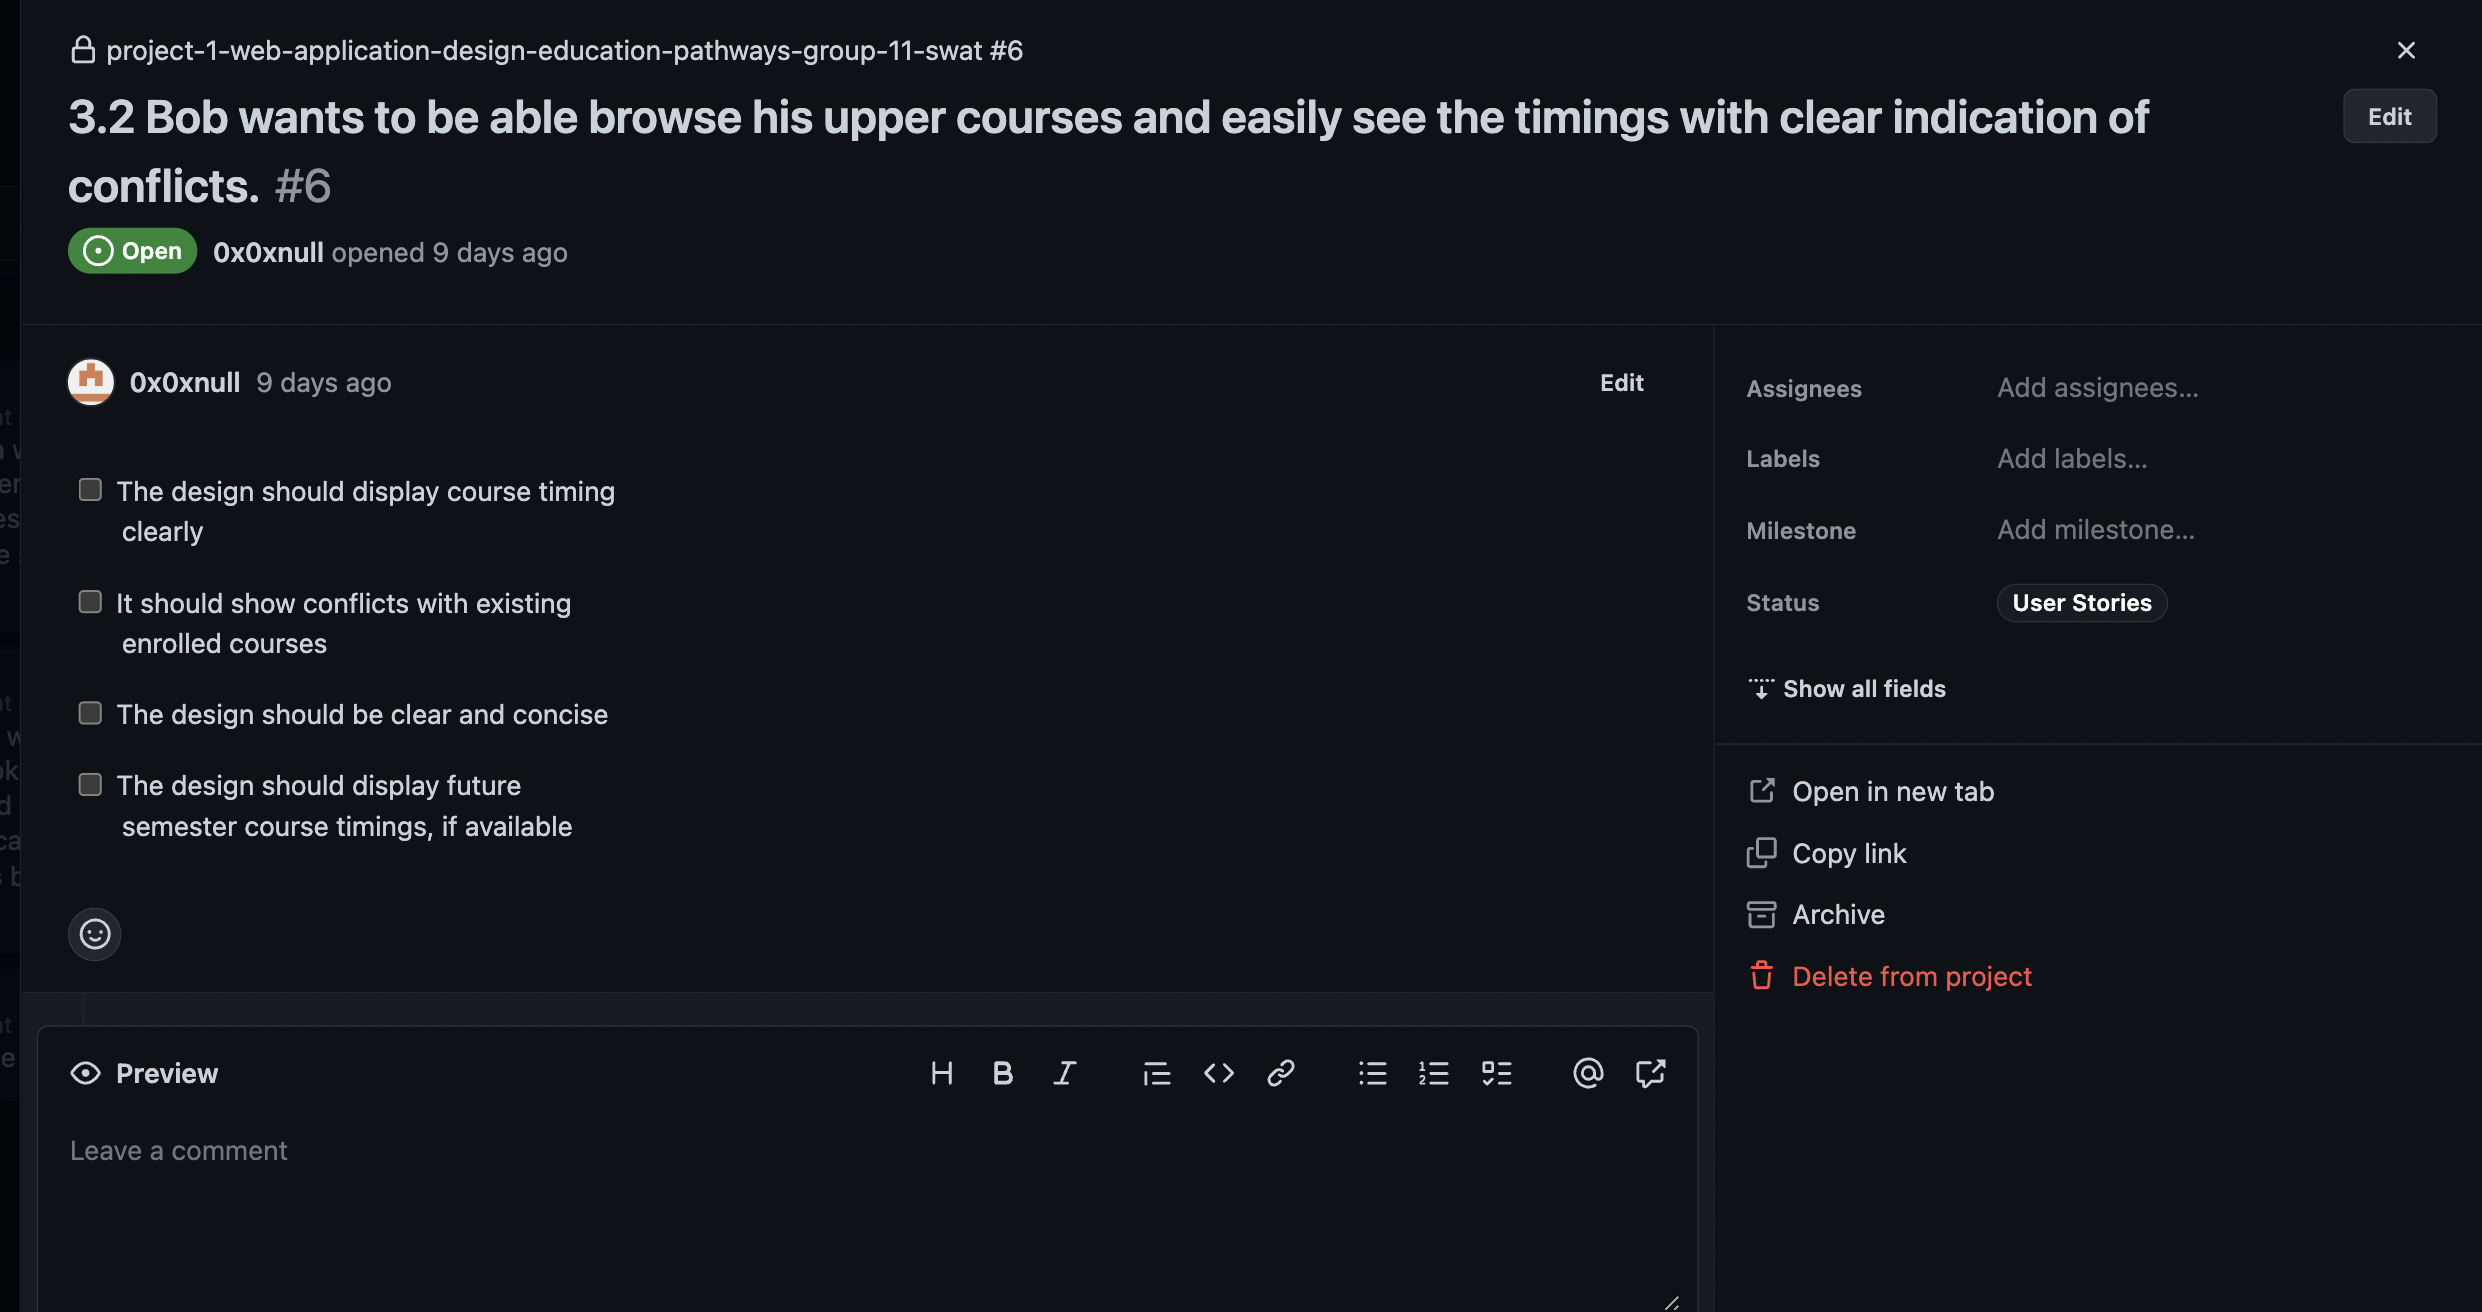 project-1-web-application-design-education-pathways-group-11-swat #6
3.2 Bob wants to be able browse his upper courses and easily see the timings with clear indication of
conflicts. #6
Edit
Open
0x0xnull opened 9 days ago
0x0xnull 9 days ago
Edit
The design should display course timing
clearly
It should show conflicts with existing
enrolled courses
The design should be clear and concise
The design should display future
semester course timings, if available
Preview
Leave a comment
Assignees
Add assignees...
Labels
Add labels...
Milestone
Add milestone...
Status
User Stories
Show all fields
Open in new tab
Copy link
Archive
Delete from project